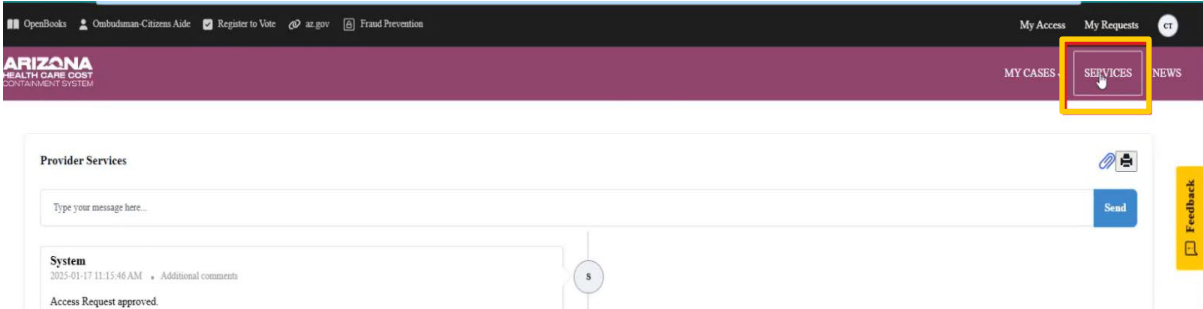 OpenBooks Ombudsman-Citizens Aide Register to Vote az.gov Fraud Prevention My Access My Requests CT
ARIZONA
HEALTH CARE COST
CONTAINMENT SYSTEM
MY CASES SERVICES NEWS
Provider Services
Type your message here... Send
Feedback
System
2025-01-17 11:15:46 AM • Additional comments
S
Access Request approved.